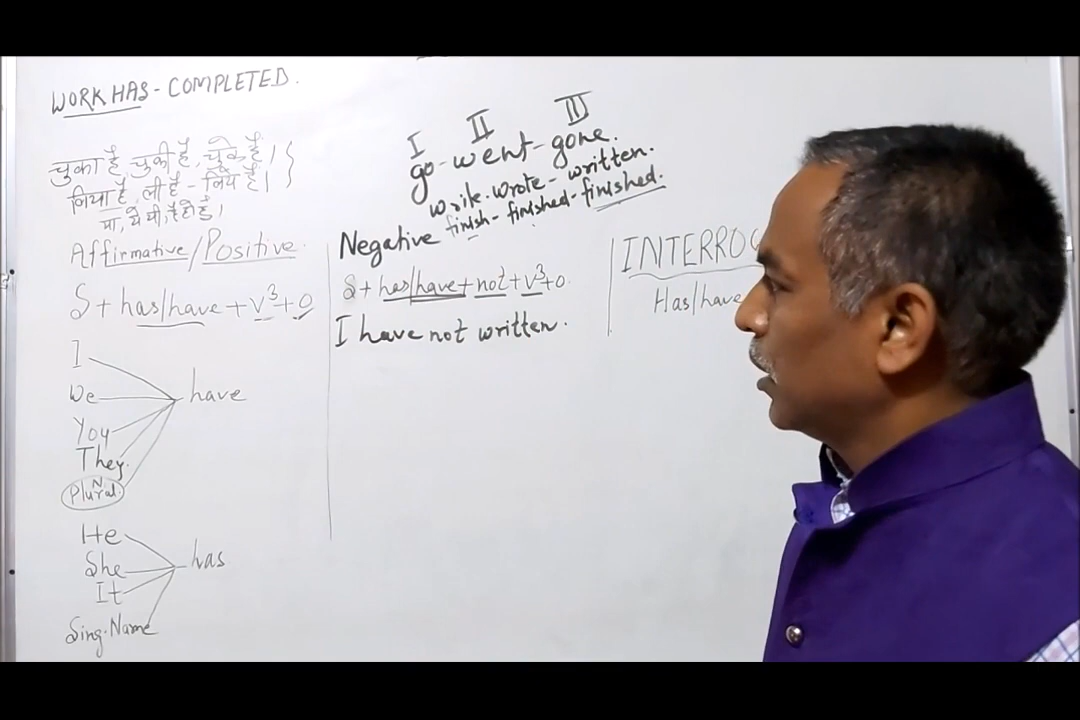 WORK HAS - COMPLETED.
चुका है, चुकी है, चुके हैं।
लिया है, ली है - लिये हैं।
या, ये यी,
Affirmative/Positive.
S + has/have + V³ + O
I
We
You
They
Plural N
have
He
She
It
Sing. Name
has
I II III
go - went - gone.
write - wrote - written.
finish - finished - finished.
Negative
S + has/have + not + V³ + O.
I have not written.
INTERROG
Has/have